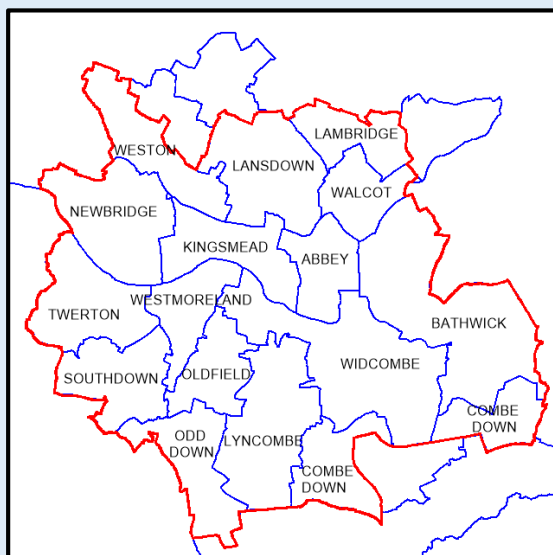 LAMBRIDGE
WESTON
LANSDOWN
WALCOT
NEWBRIDGE
KINGSMEAD
ABBEY
WESTMORELAND
TWERTON
BATHWICK
WIDCOMBE
SOUTHDOWN
OLDFIELD
COMBE
DOWN
ODD
DOWN
LYNCOMBE
COMBE
DOWN